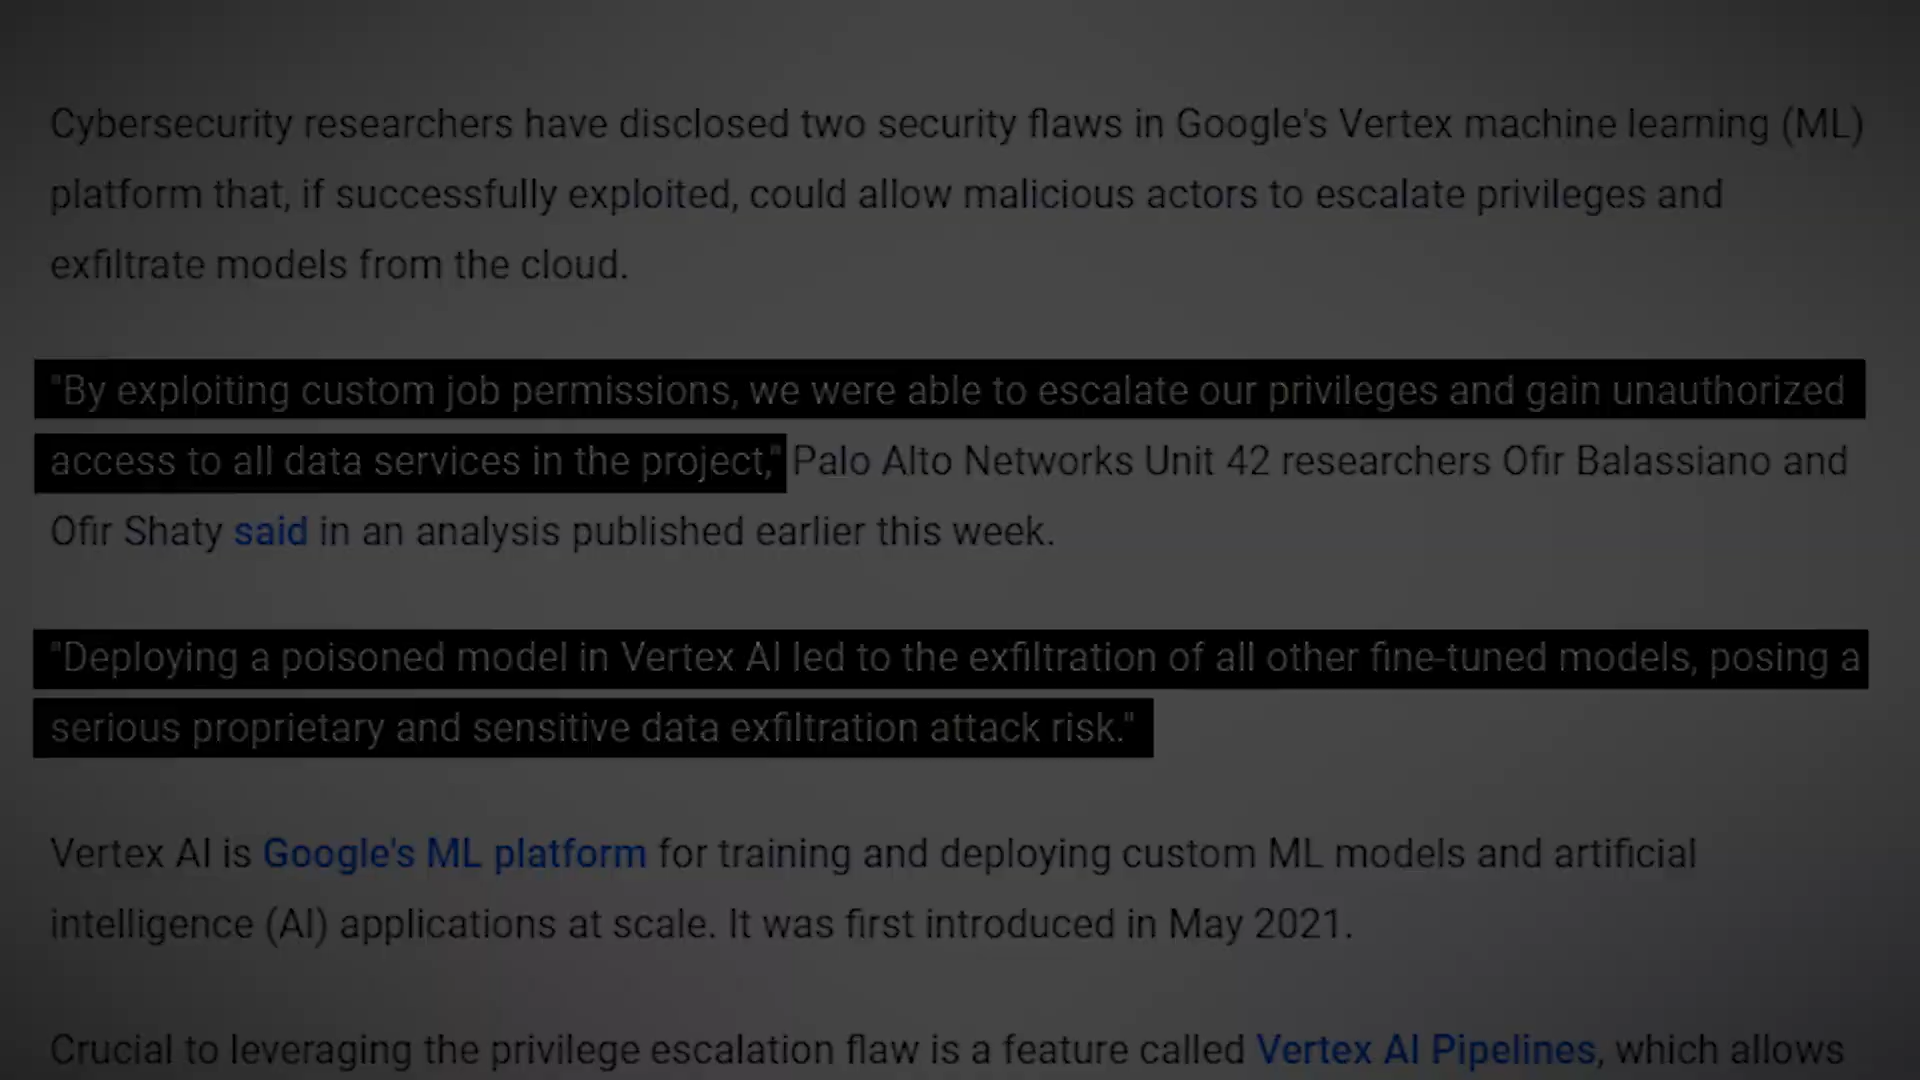 Cybersecurity researchers have disclosed two security flaws in Google's Vertex machine learning (ML)
platform that, if successfully exploited, could allow malicious actors to escalate privileges and
exfiltrate models from the cloud.
"By exploiting custom job permissions, we were able to escalate our privileges and gain unauthorized
access to all data services in the project," Palo Alto Networks Unit 42 researchers Ofir Balassiano and
Ofir Shaty said in an analysis published earlier this week.
"Deploying a poisoned model in Vertex AI led to the exfiltration of all other fine-tuned models, posing a
serious proprietary and sensitive data exfiltration attack risk."
Vertex AI is Google's ML platform for training and deploying custom ML models and artificial
intelligence (AI) applications at scale. It was first introduced in May 2021.
Crucial to leveraging the privilege escalation flaw is a feature called Vertex AI Pipelines, which allows